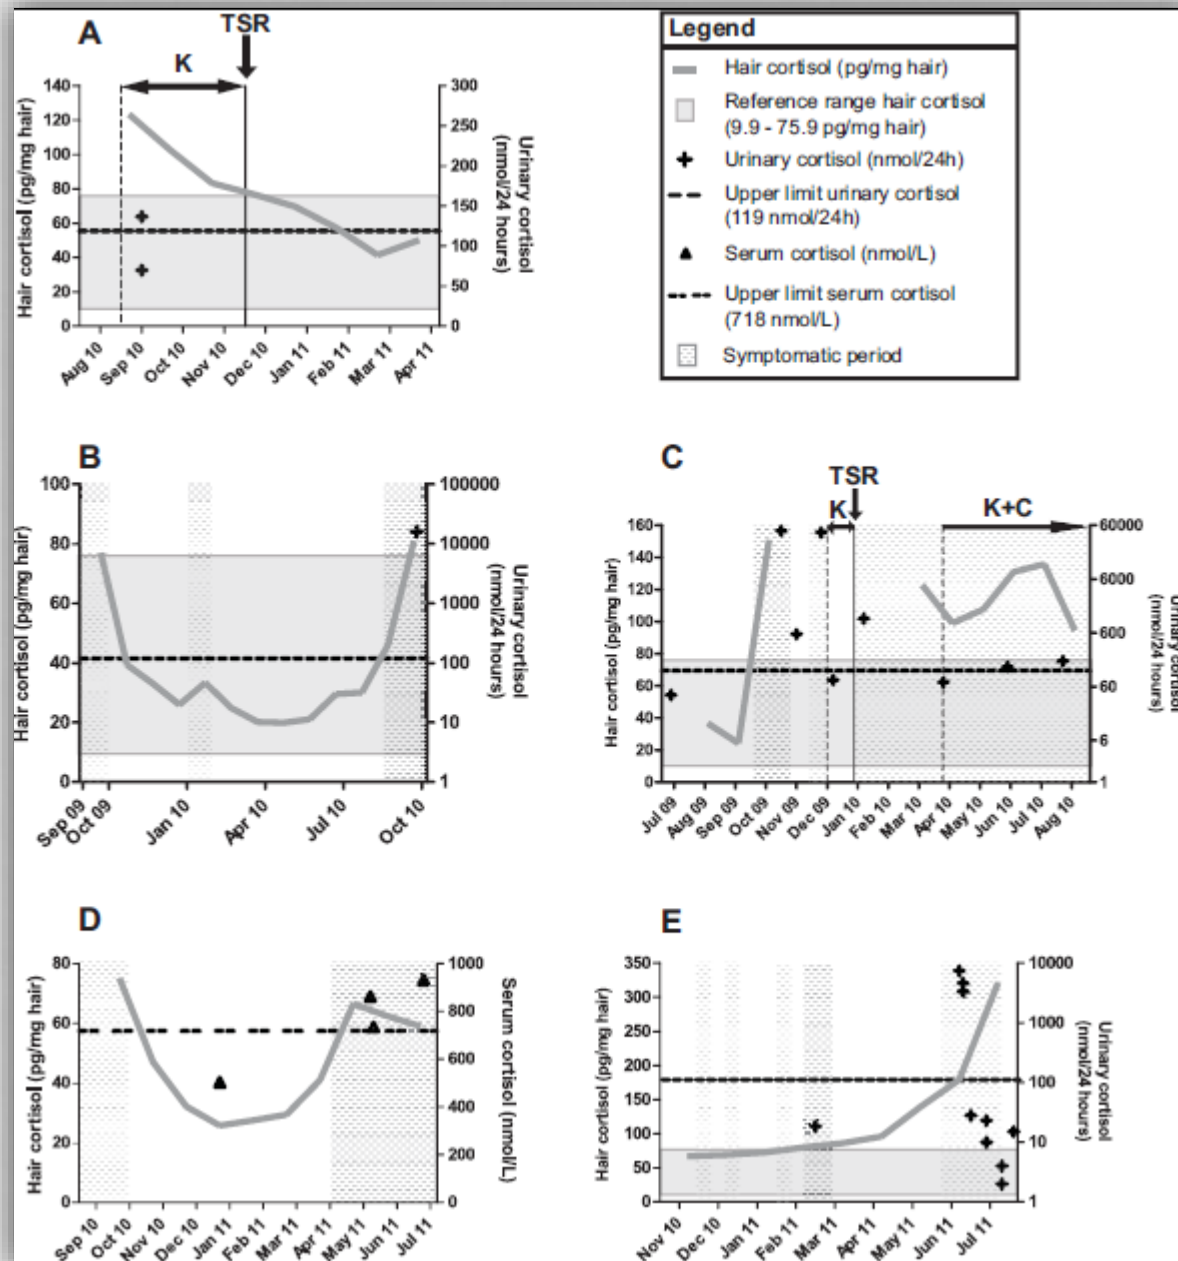 A
TSR
K
Hair cortisol (pg/mg hair)
140
120
100
80
60
40
20
0
300
250
200
150
100
50
0
Urinary cortisol
(nmol/24 hours)
Aug 10
Sep 10
Oct 10
Nov 10
Dec 10
Jan 11
Feb 11
Mar 11
Apr 11
Legend
Hair cortisol (pg/mg hair)
Reference range hair cortisol
(9.9 - 75.9 pg/mg hair)
Urinary cortisol (nmol/24h)
Upper limit urinary cortisol
(119 nmol/24h)
Serum cortisol (nmol/L)
Upper limit serum cortisol
(718 nmol/L)
Symptomatic period
B
Hair cortisol (pg/mg hair)
100
80
60
40
20
0
100000
10000
1000
100
10
1
Urinary cortisol
(nmol/24 hours)
Sep 09
Oct 09
Jan 10
Apr 10
Jul 10
Oct 10
C
TSR
K
K+C
Hair cortisol (pg/mg hair)
160
140
120
100
80
60
40
20
0
60000
6000
600
60
6
1
Urinary cortisol
(nmol/24 hours)
Jul 09
Aug 09
Sep 09
Oct 09
Nov 09
Dec 09
Jan 10
Feb 10
Mar 10
Apr 10
May 10
Jun 10
Jul 10
Aug 10
D
Hair cortisol (pg/mg hair)
80
60
40
20
0
1000
800
600
400
200
0
Serum cortisol (nmol/L)
Sep 10
Oct 10
Nov 10
Dec 10
Jan 11
Feb 11
Mar 11
Apr 11
May 11
Jun 11
Jul 11
E
Hair cortisol (pg/mg hair)
350
300
250
200
150
100
50
0
10000
1000
100
10
1
Urinary cortisol
(nmol/24 hours)
Nov 10
Dec 10
Jan 11
Feb 11
Mar 11
Apr 11
May 11
Jun 11
Jul 11